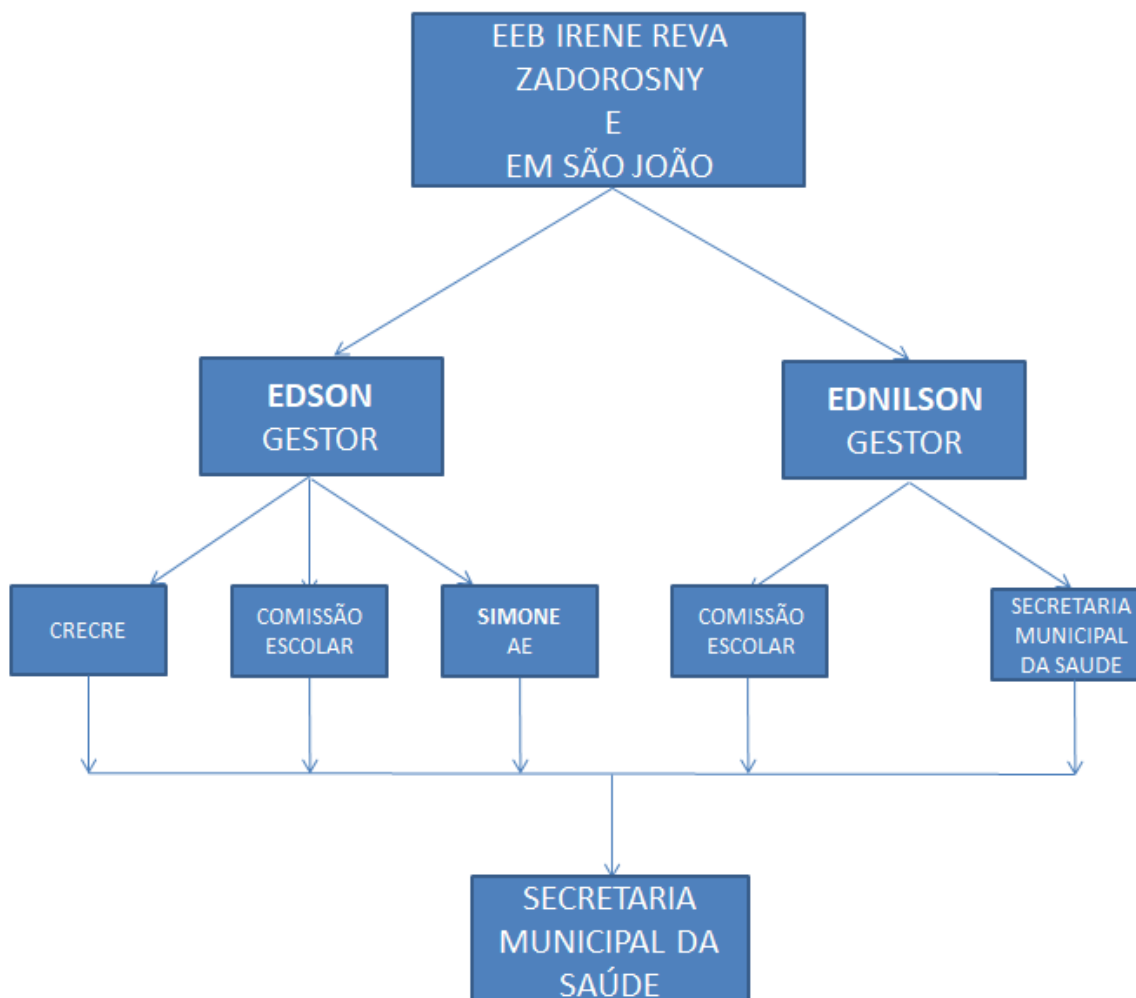 EEB IRENE REVA
ZADOROSNY
E
EM SÃO JOÃO
EDSON
GESTOR
EDNILSON
GESTOR
CRECRE
COMISSÃO
ESCOLAR
SIMONE
AE
COMISSÃO
ESCOLAR
SECRETARIA
MUNICIPAL
DA SAUDE
SECRETARIA
MUNICIPAL DA
SAÚDE